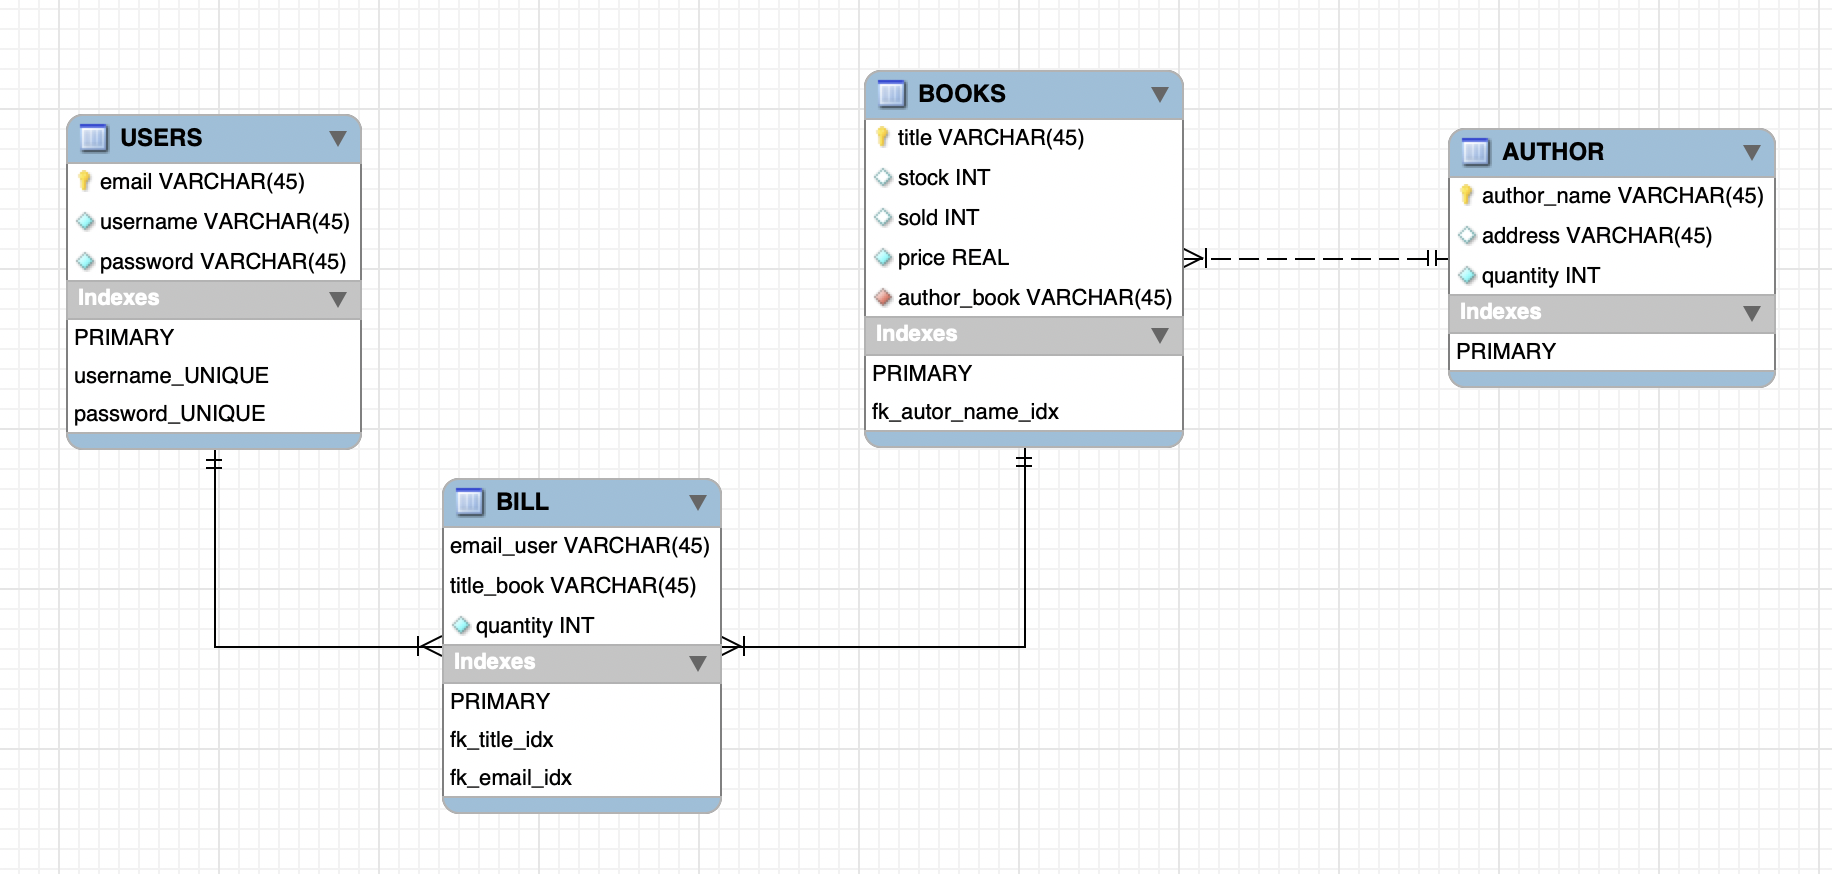 USERS
email VARCHAR(45)
username VARCHAR(45)
password VARCHAR(45)
Indexes
PRIMARY
username_UNIQUE
password_UNIQUE
BILL
email_user VARCHAR(45)
title_book VARCHAR(45)
quantity INT
Indexes
PRIMARY
fk_title_idx
fk_email_idx
BOOKS
title VARCHAR(45)
stock INT
sold INT
price REAL
author_book VARCHAR(45)
Indexes
PRIMARY
fk_autor_name_idx
AUTHOR
author_name VARCHAR(45)
address VARCHAR(45)
quantity INT
Indexes
PRIMARY